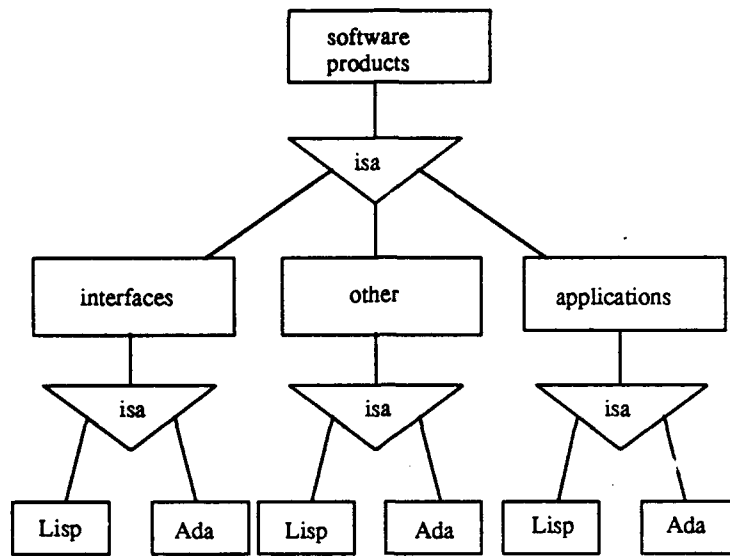 software
products
isa
interfaces
other
applications
isa
isa
isa
Lisp
Ada
Lisp
Ada
Lisp
Ada